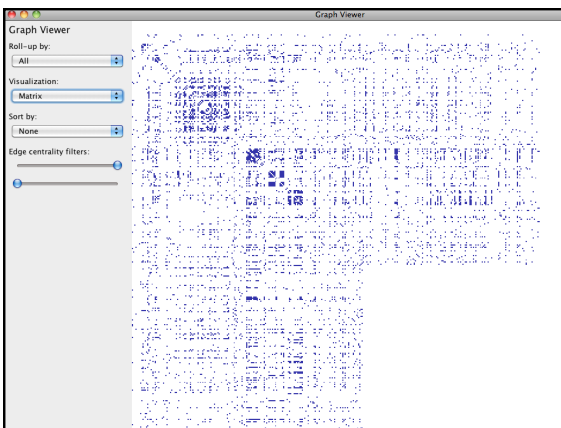 Graph Viewer
Graph Viewer
Roll-up by:
All
Visualization:
Matrix
Sort by:
None
Edge centrality filters: